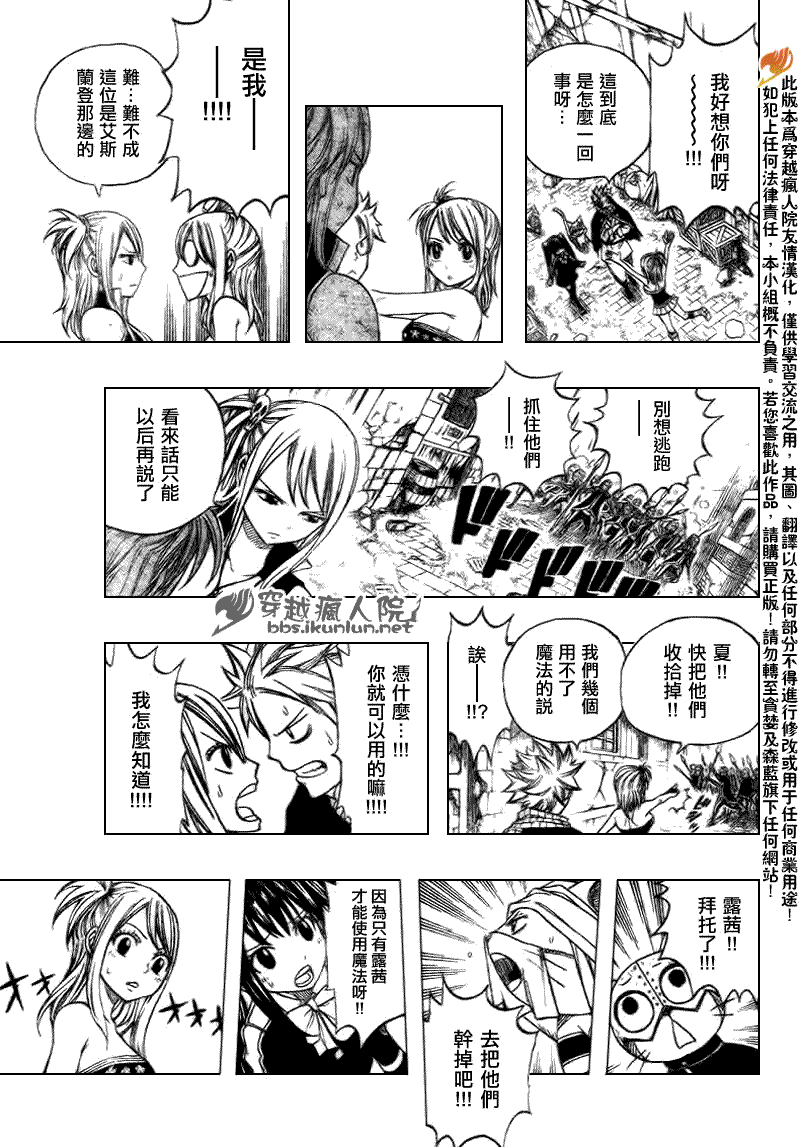 我好想你們呀
～～～～!!!
這到底
是怎麼一回
事呀…
是我——
!!!!
難…難不成
這位是艾斯
蘭登那邊的
別想逃跑
——
抓住他們
——!!
看來話只能
以后再説了
ドドドド
穿越瘋人院
bbs.ikunlun.net
夏!!
快把他們
收拾掉!!
我們幾個
用不了
魔法的説
誒
——!!?
憑什麼…!!!
你就可以用的嘛!!!!
我怎麼
知道!!!!
露茜!!
拜托了!!!
去把他們
幹掉吧!!!
因為只有露茜
才能使用魔法呀!!
オオオ
此版本爲穿越瘋人院友情漢化，僅供學習交流之用，其圖、翻譯以及任何部分不得進行修改或用于任何商業用途！
如犯上任何法律責任，本小組概不負責。若您喜歡此作品，請購買正版！請勿轉至貪婪及森藍旗下任何網站！